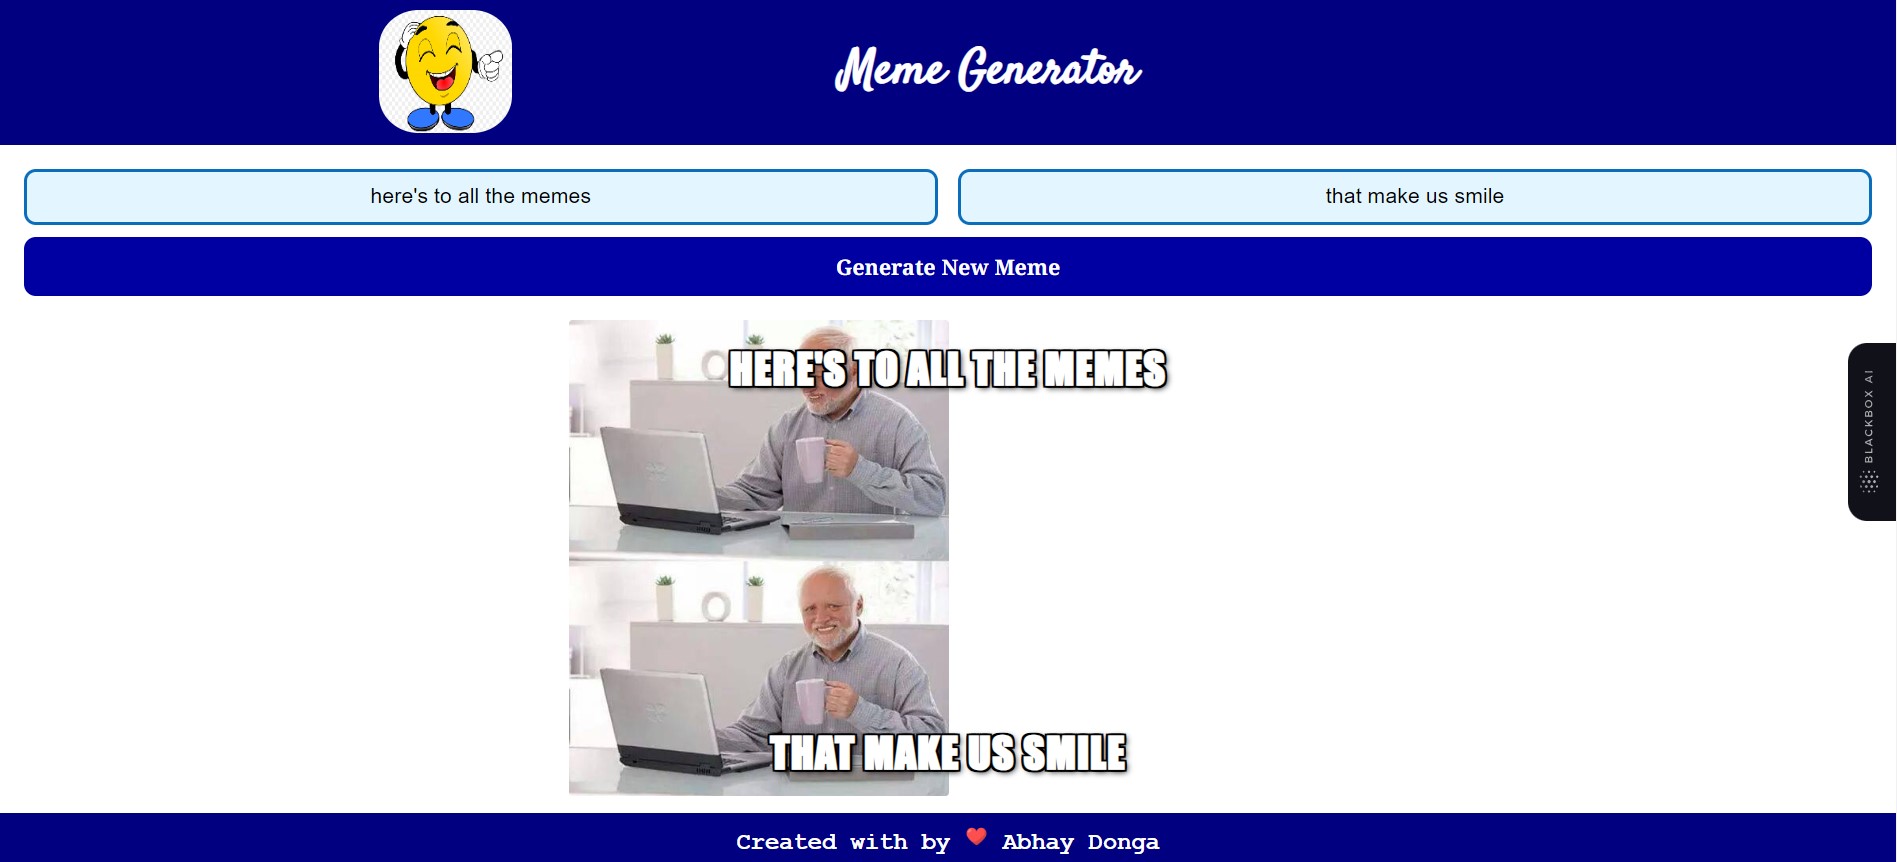 Meme Generator
here's to all the memes
that make us smile
Generate New Meme
HERE'S TO ALL THE MEMES
BLACKBOX AI
THAT MAKE US SMILE
Created with by ❤️ Abhay Donga